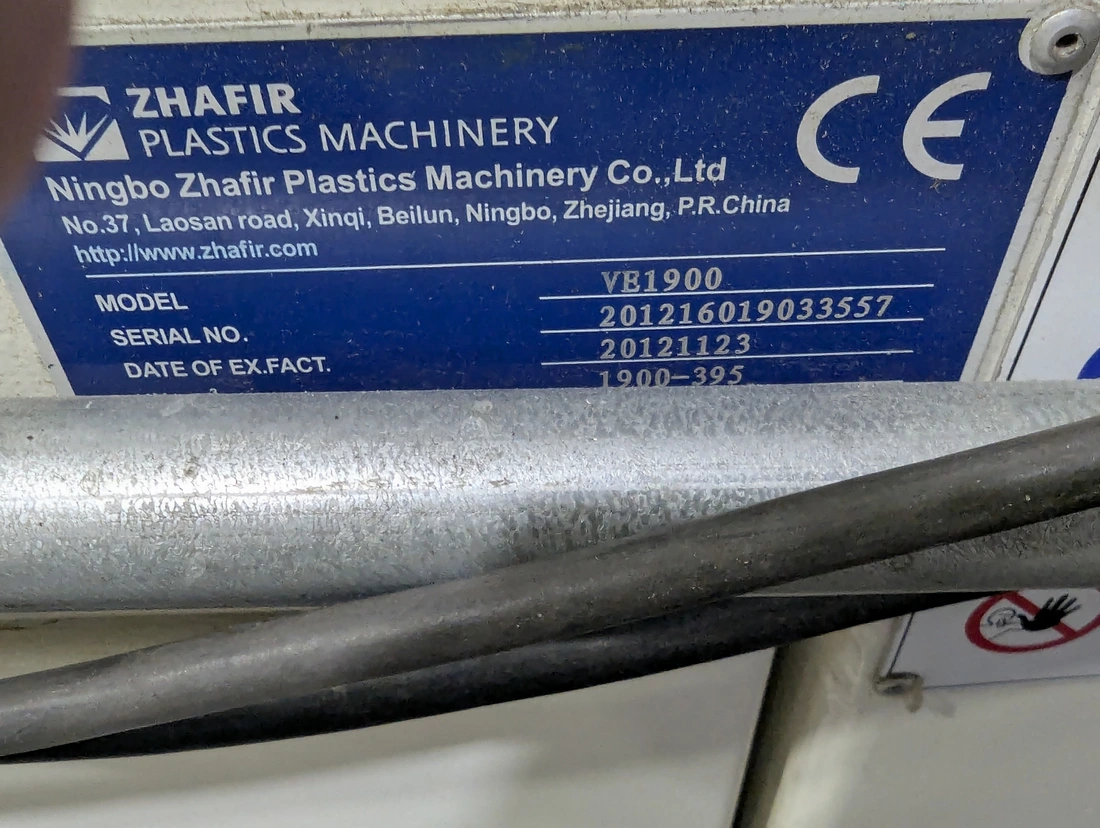 ZHAFIR
PLASTICS MACHINERY
CE
Ningbo Zhafir Plastics Machinery Co.,Ltd
No.37, Laosan road, Xinqi, Beilun, Ningbo, Zhejiang, P.R.China
http://www.zhafir.com
MODEL VE1900
SERIAL NO. 201216019033557
DATE OF EX.FACT. 20121123
1900-395